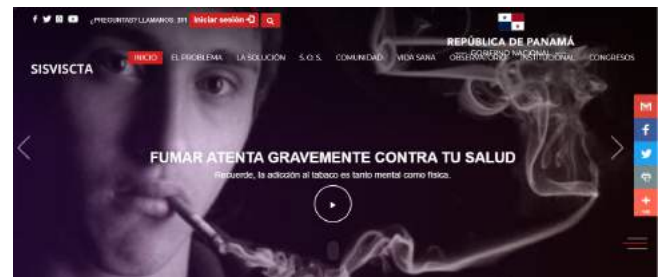 ¿PREGUNTAS? LLAMANOS: 311 Iniciar sesión
REPÚBLICA DE PANAMÁ
GOBIERNO NACIONAL
SISVISCTA
INICIO EL PROBLEMA LA SOLUCIÓN S.O.S. COMUNIDAD VIDA SANA OBSERVATORIO INSTITUCIONAL CONGRESOS
FUMAR ATENTA GRAVEMENTE CONTRA TU SALUD
Recuerde, la adicción al tabaco es tanto mental como física.